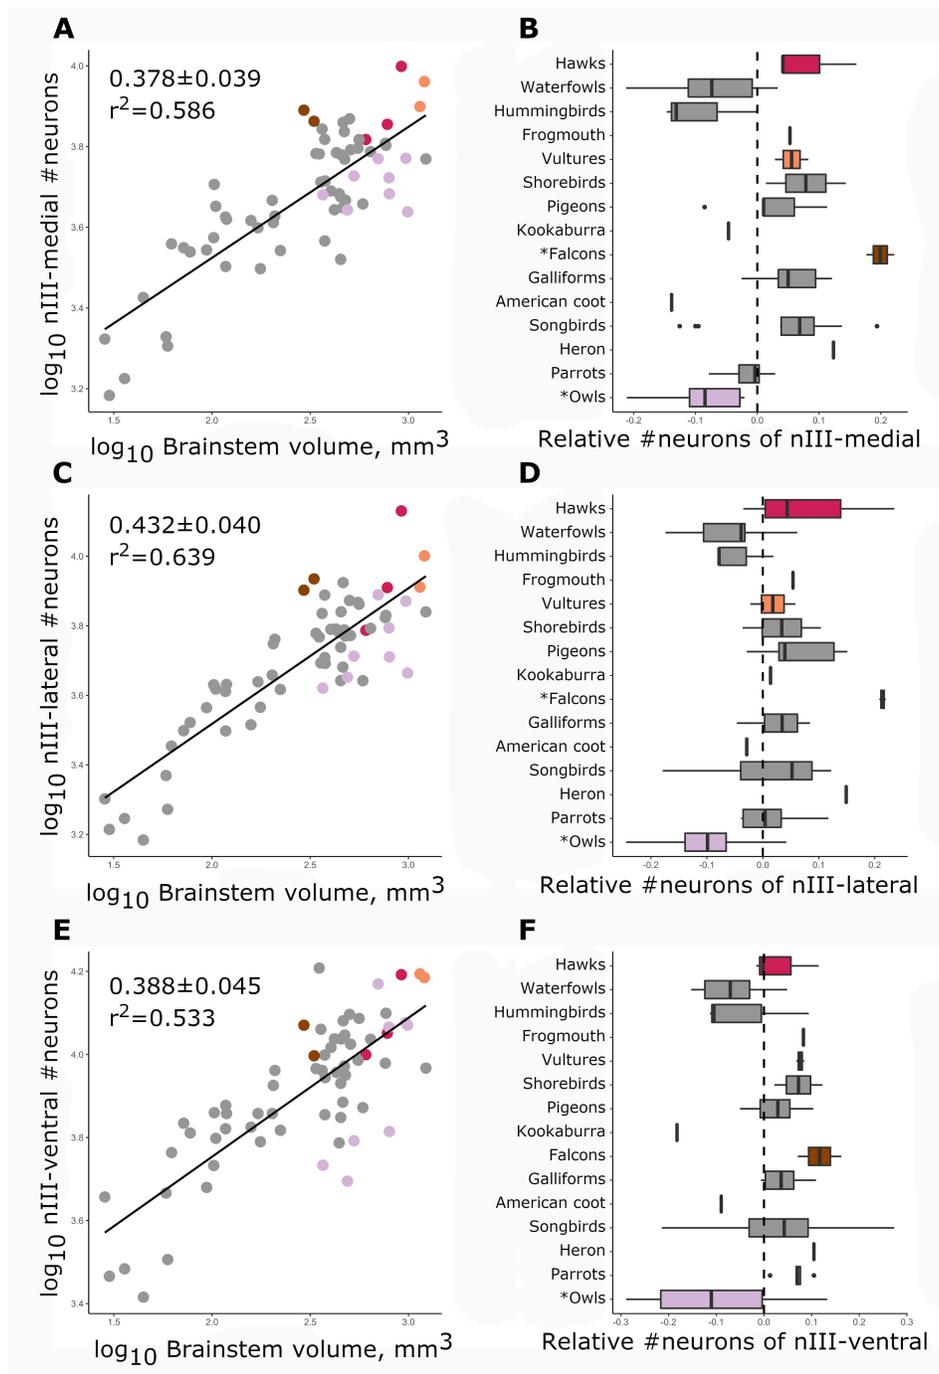 A
0.378±0.039
r²=0.586
log10 nIII-medial #neurons
4.0
3.8
3.6
3.4
3.2
1.5 2.0 2.5 3.0
log10 Brainstem volume, mm³
B
Hawks
Waterfowls
Hummingbirds
Frogmouth
Vultures
Shorebirds
Pigeons
Kookaburra
*Falcons
Galliforms
American coot
Songbirds
Heron
Parrots
*Owls
-0.2 -0.1 0.0 0.1 0.2
Relative #neurons of nIII-medial
C
0.432±0.040
r²=0.639
log10 nIII-lateral #neurons
4.0
3.8
3.6
3.4
3.2
1.5 2.0 2.5 3.0
log10 Brainstem volume, mm³
D
Hawks
Waterfowls
Hummingbirds
Frogmouth
Vultures
Shorebirds
Pigeons
Kookaburra
*Falcons
Galliforms
American coot
Songbirds
Heron
Parrots
*Owls
-0.2 -0.1 0.0 0.1 0.2
Relative #neurons of nIII-lateral
E
0.388±0.045
r²=0.533
log10 nIII-ventral #neurons
4.2
4.0
3.8
3.6
3.4
1.5 2.0 2.5 3.0
log10 Brainstem volume, mm³
F
Hawks
Waterfowls
Hummingbirds
Frogmouth
Vultures
Shorebirds
Pigeons
Kookaburra
Falcons
Galliforms
American coot
Songbirds
Heron
Parrots
*Owls
-0.3 -0.2 -0.1 0.0 0.1 0.2 0.3
Relative #neurons of nIII-ventral